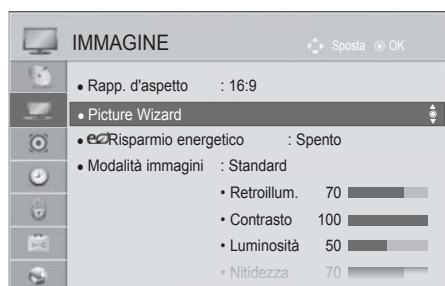 IMMAGINE Sposta OK
• Rapp. d'aspetto : 16:9
• Picture Wizard
• eco Risparmio energetico : Spento
• Modalità immagini : Standard
• Retroillum. 70
• Contrasto 100
• Luminosità 50
• Nitidezza 70